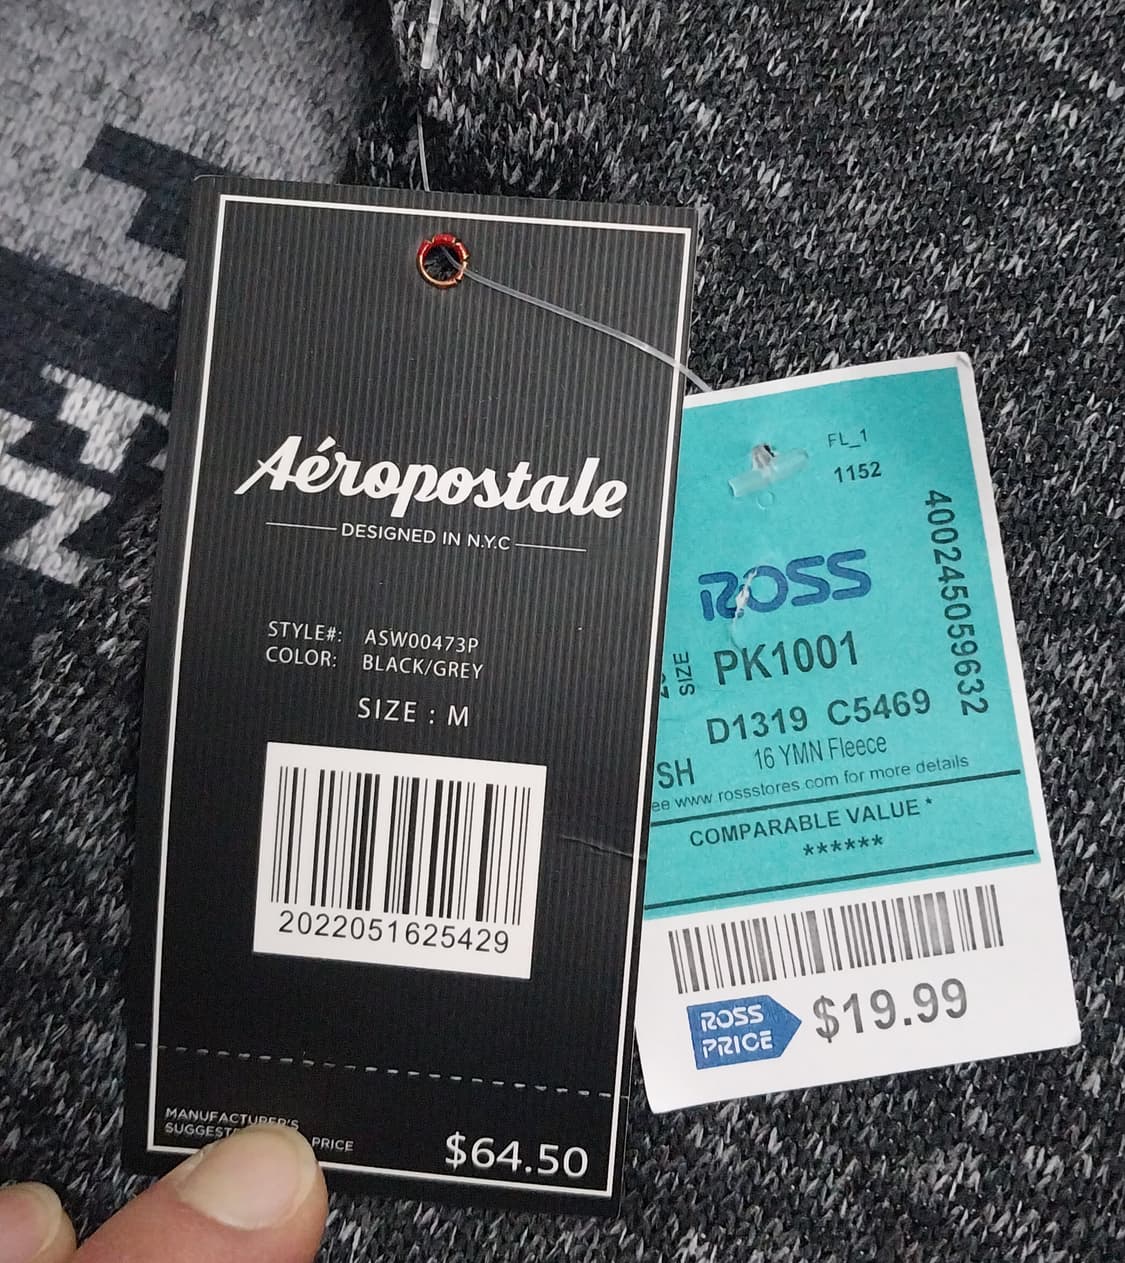 Aéropostale
DESIGNED IN N.Y.C
STYLE#: ASW00473P
COLOR: BLACK/GREY
SIZE : M
2022051625429
MANUFACTURER'S
PRICE
$64.50
FL_1
1152
400245059632
ROSS
SIZE
PK1001
D1319 C5469
SH
16 YMN Fleece
www.rossstores.com for more details
COMPARABLE VALUE *
******
ROSS
PRICE
$19.99